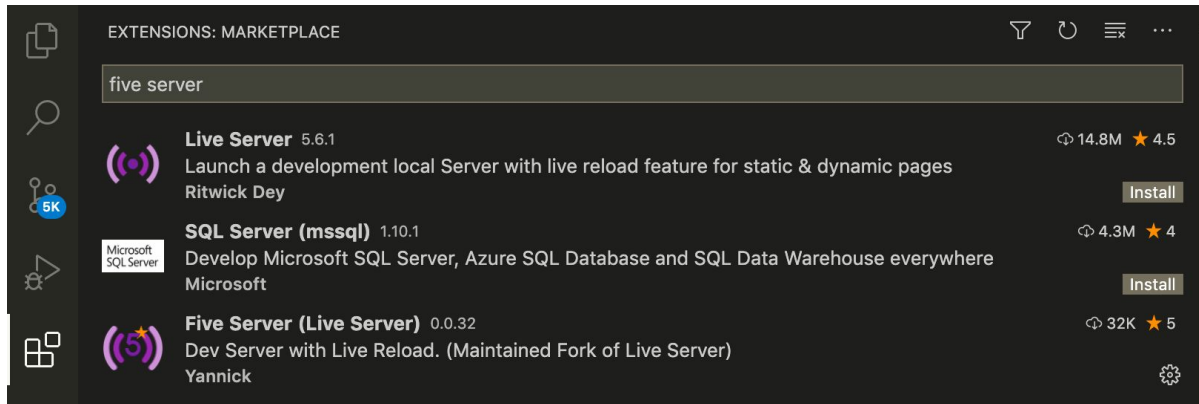 EXTENSIONS: MARKETPLACE
five server
Live Server 5.6.1 14.8M ★ 4.5
Launch a development local Server with live reload feature for static & dynamic pages
Ritwick Dey Install
Microsoft
SQL Server
SQL Server (mssql) 1.10.1 4.3M ★ 4
Develop Microsoft SQL Server, Azure SQL Database and SQL Data Warehouse everywhere
Microsoft Install
5
Five Server (Live Server) 0.0.32 32K ★ 5
Dev Server with Live Reload. (Maintained Fork of Live Server)
Yannick
5K